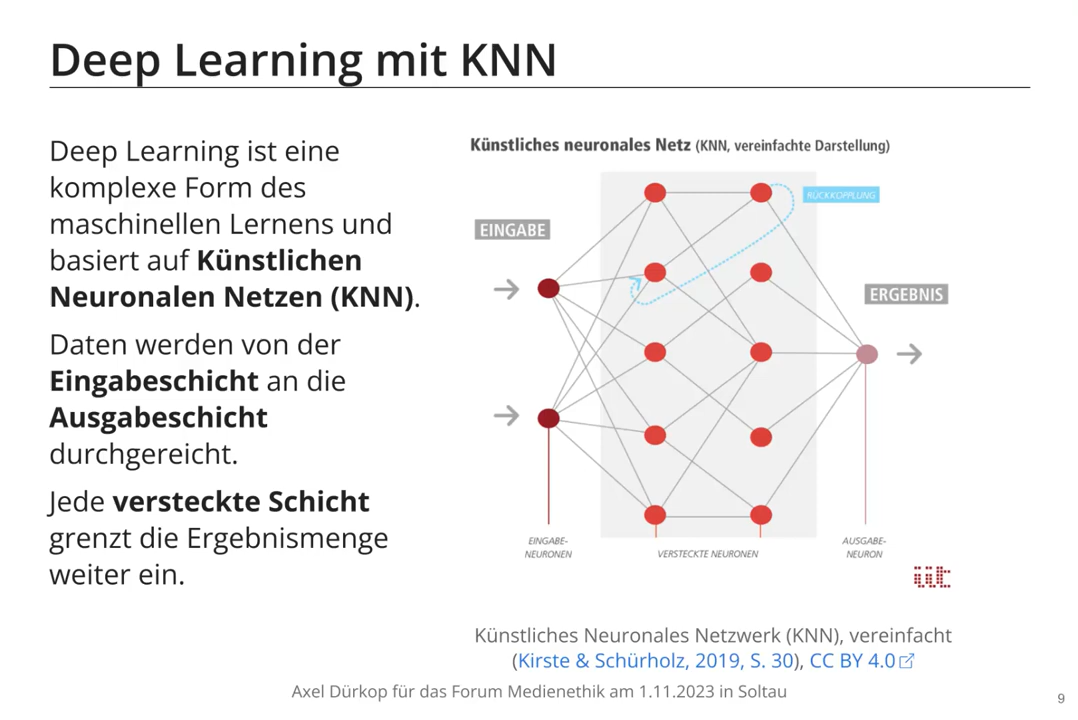 Deep Learning mit KNN
Deep Learning ist eine
komplexe Form des
maschinellen Lernens und
basiert auf Künstlichen
Neuronalen Netzen (KNN).
Daten werden von der
Eingabeschicht an die
Ausgabeschicht
durchgereicht.
Jede versteckte Schicht
grenzt die Ergebnismenge
weiter ein.
Künstliches neuronales Netz (KNN, vereinfachte Darstellung)
RÜCKKOPPLUNG
EINGABE
ERGEBNIS
EINGABE-
NEURONEN
VERSTECKTE NEURONEN
AUSGABE-
NEURON
iit
Künstliches Neuronales Netzwerk (KNN), vereinfacht
(Kirste & Schürholz, 2019, S. 30), CC BY 4.0
Axel Dürkop für das Forum Medienethik am 1.11.2023 in Soltau
9